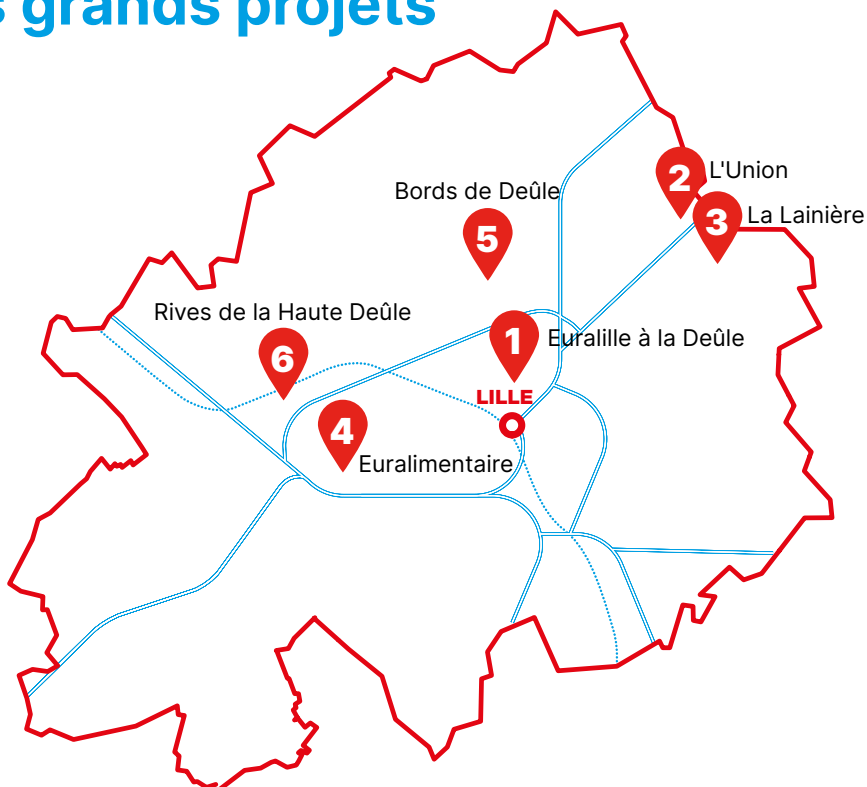 grands projets
2 L'Union
3 La Lainière
Bords de Deûle
5
Rives de la Haute Deûle
6
1 Euralille à la Deûle
LILLE
4
Euralimentaire